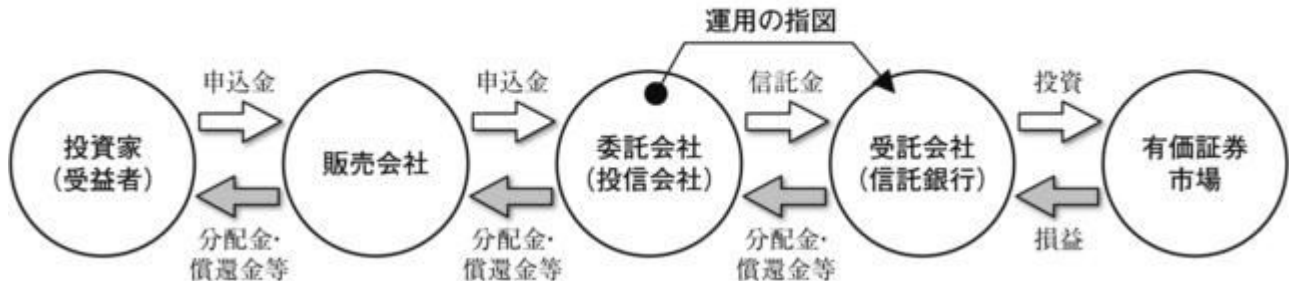 運用の指図
申込金
申込金
信託金
投資
投資家
(受益者)
販売会社
委託会社
(投信会社)
受託会社
(信託銀行)
有価証券
市場
分配金・
償還金等
分配金・
償還金等
分配金・
償還金等
損益